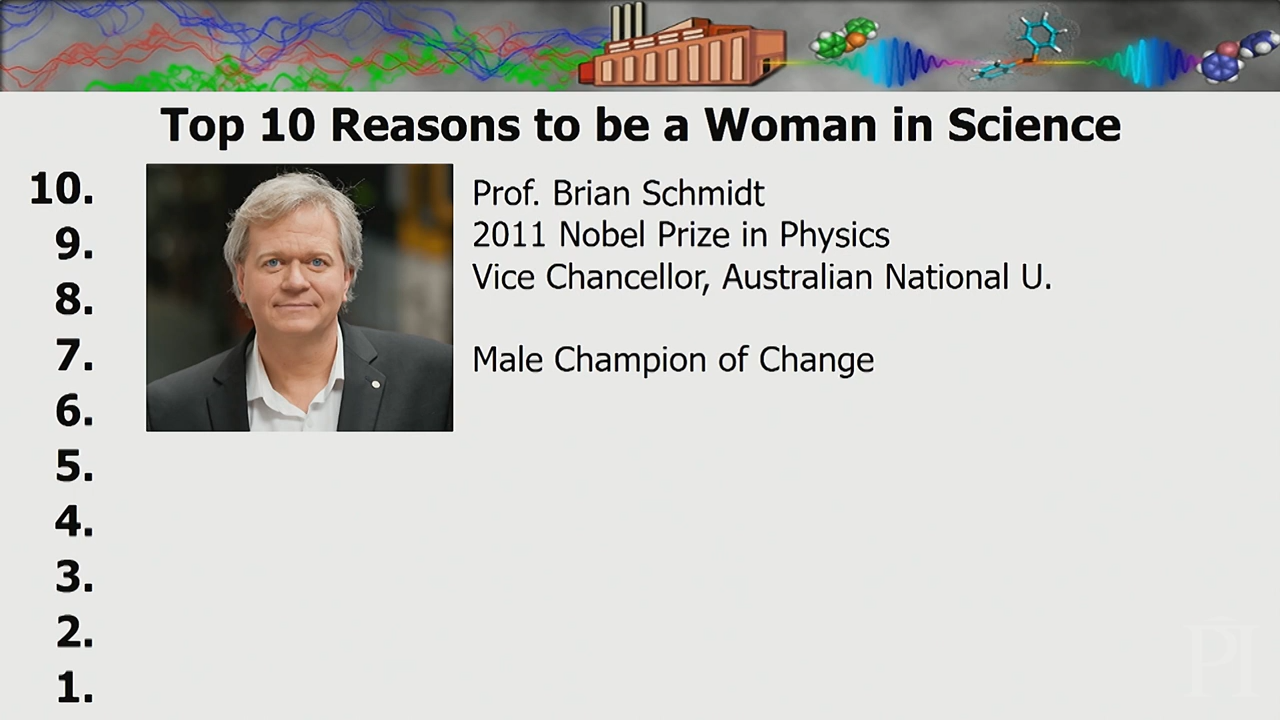 Top 10 Reasons to be a Woman in Science
10.
9.
8.
7.
6.
5.
4.
3.
2.
1.
Prof. Brian Schmidt
2011 Nobel Prize in Physics
Vice Chancellor, Australian National U.
Male Champion of Change
PI